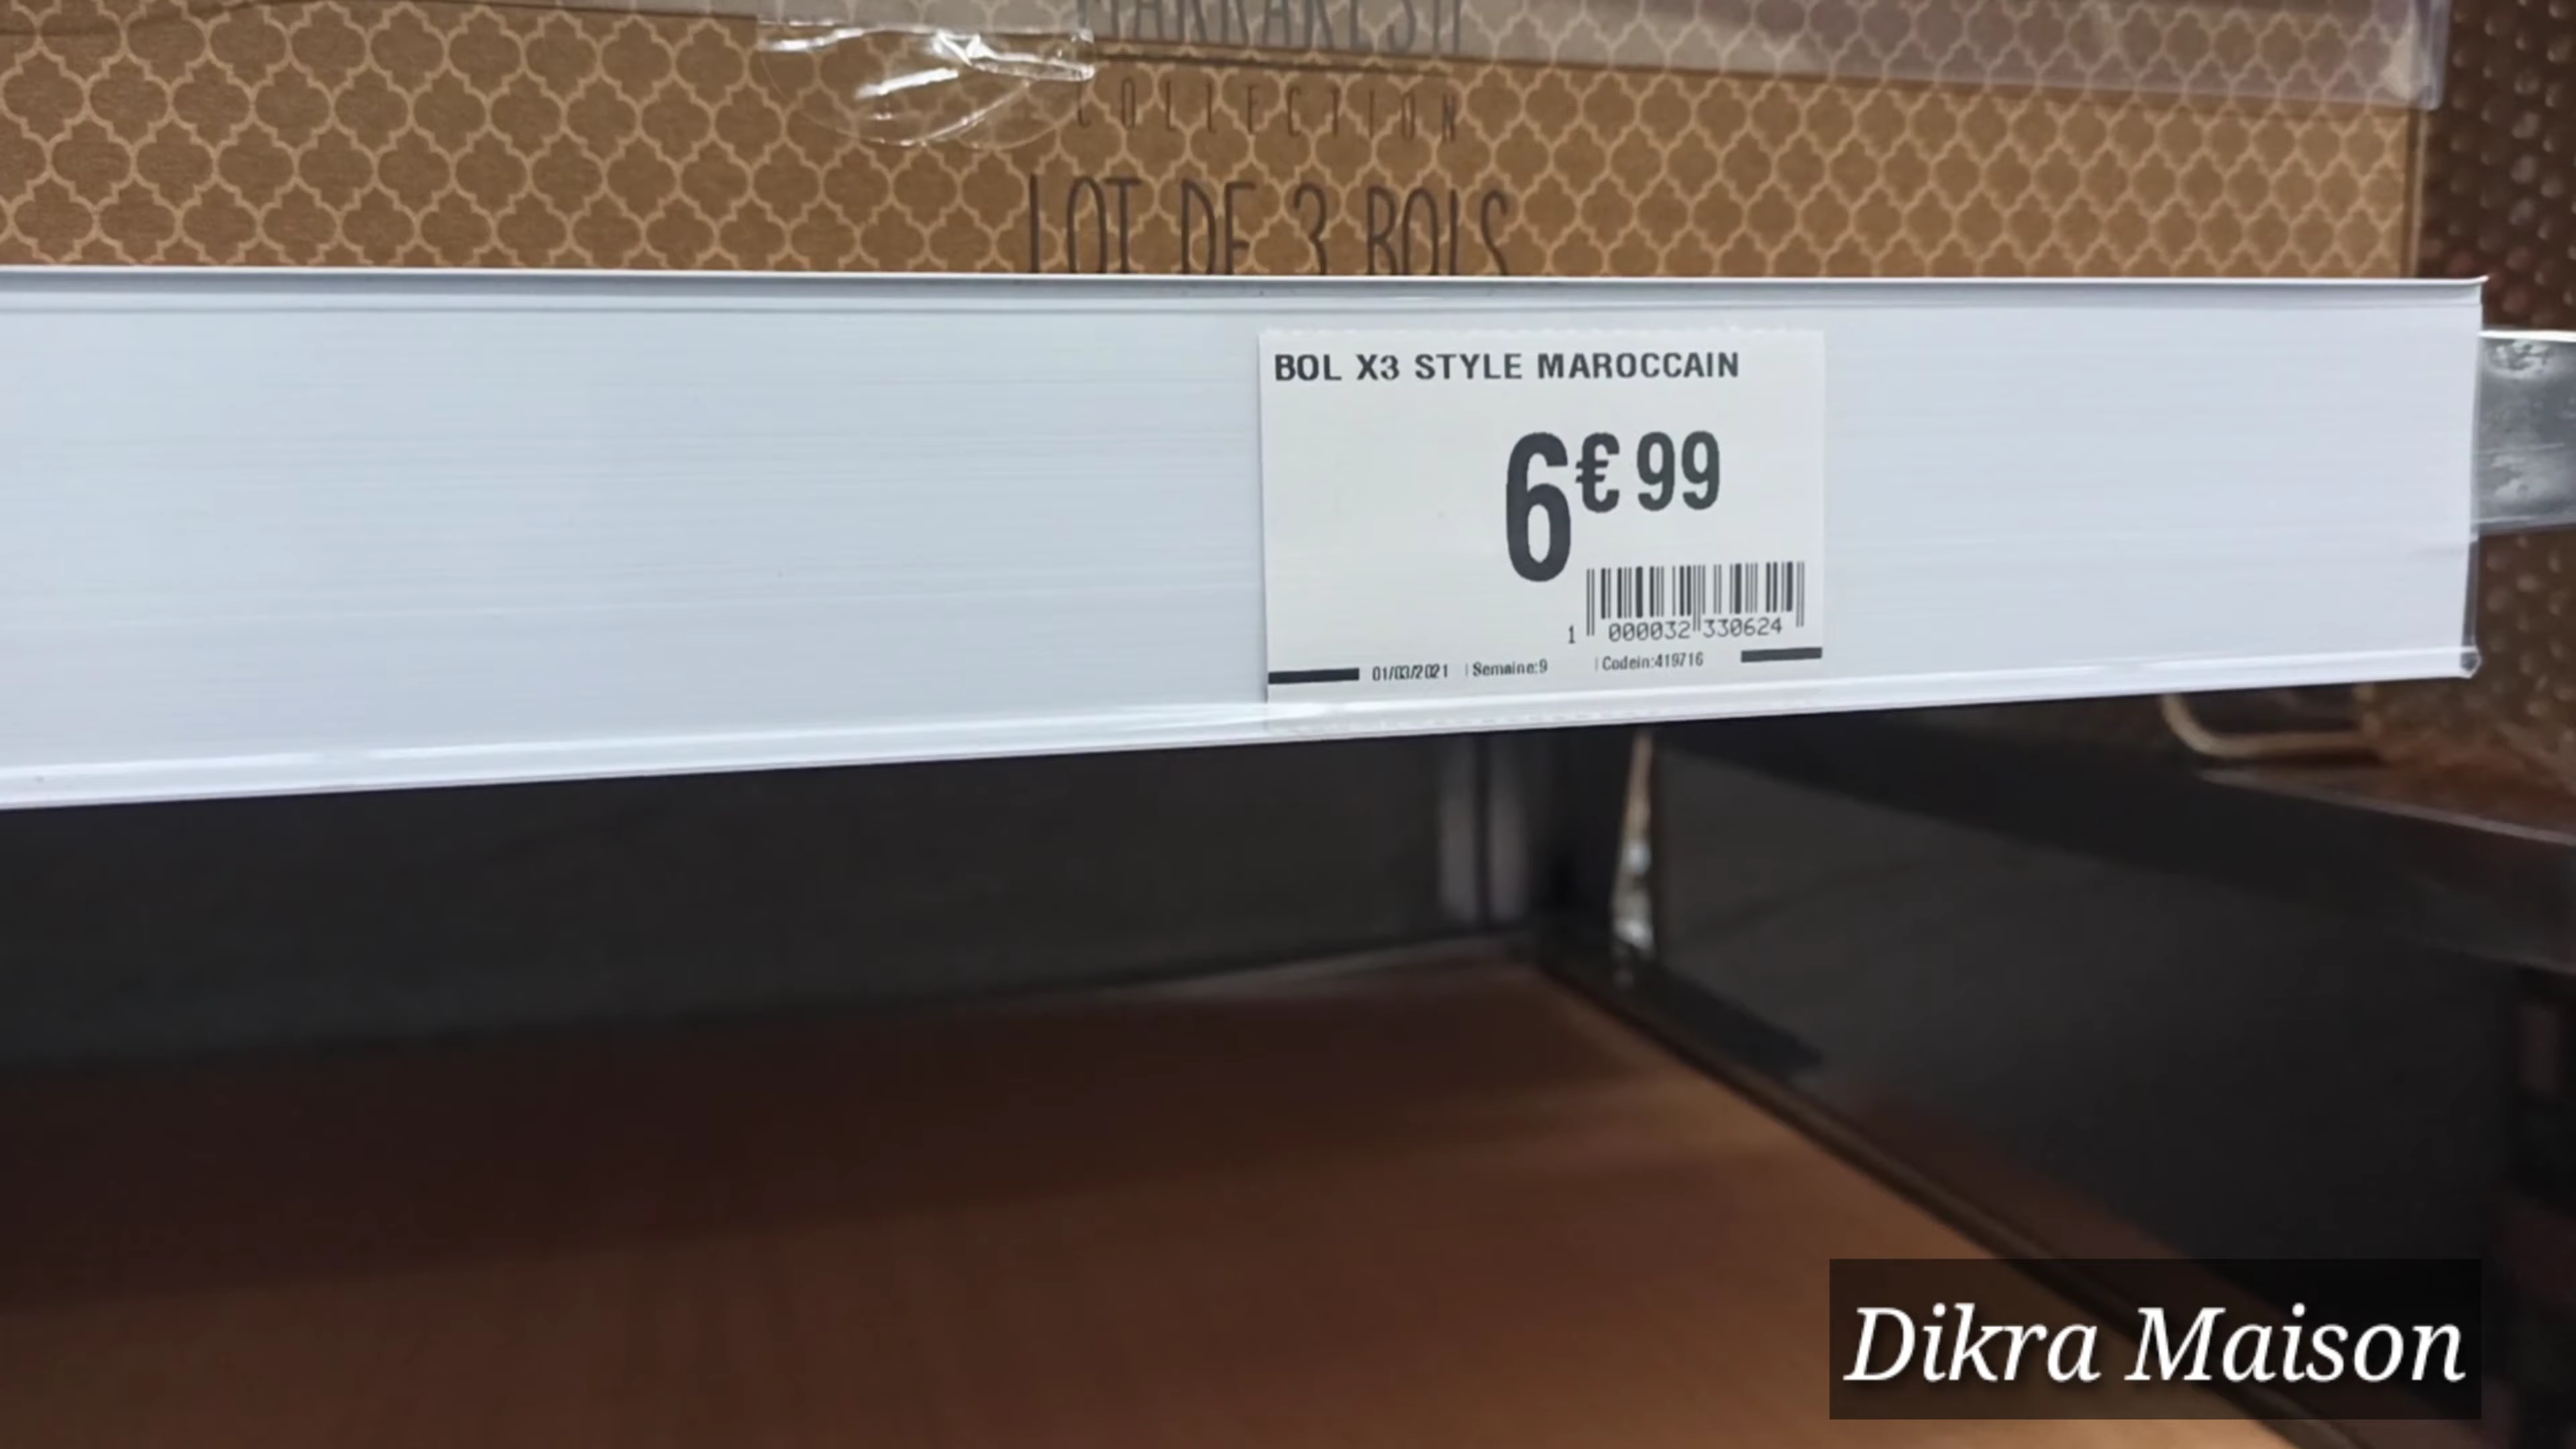 MARRAKESH
COLLECTION
LOT DE 3 BOLS
BOL X3 STYLE MAROCCAIN
6€99
1 000032 330624
01/03/2021 | Semaine:9 | Codein:419716
Dikra Maison